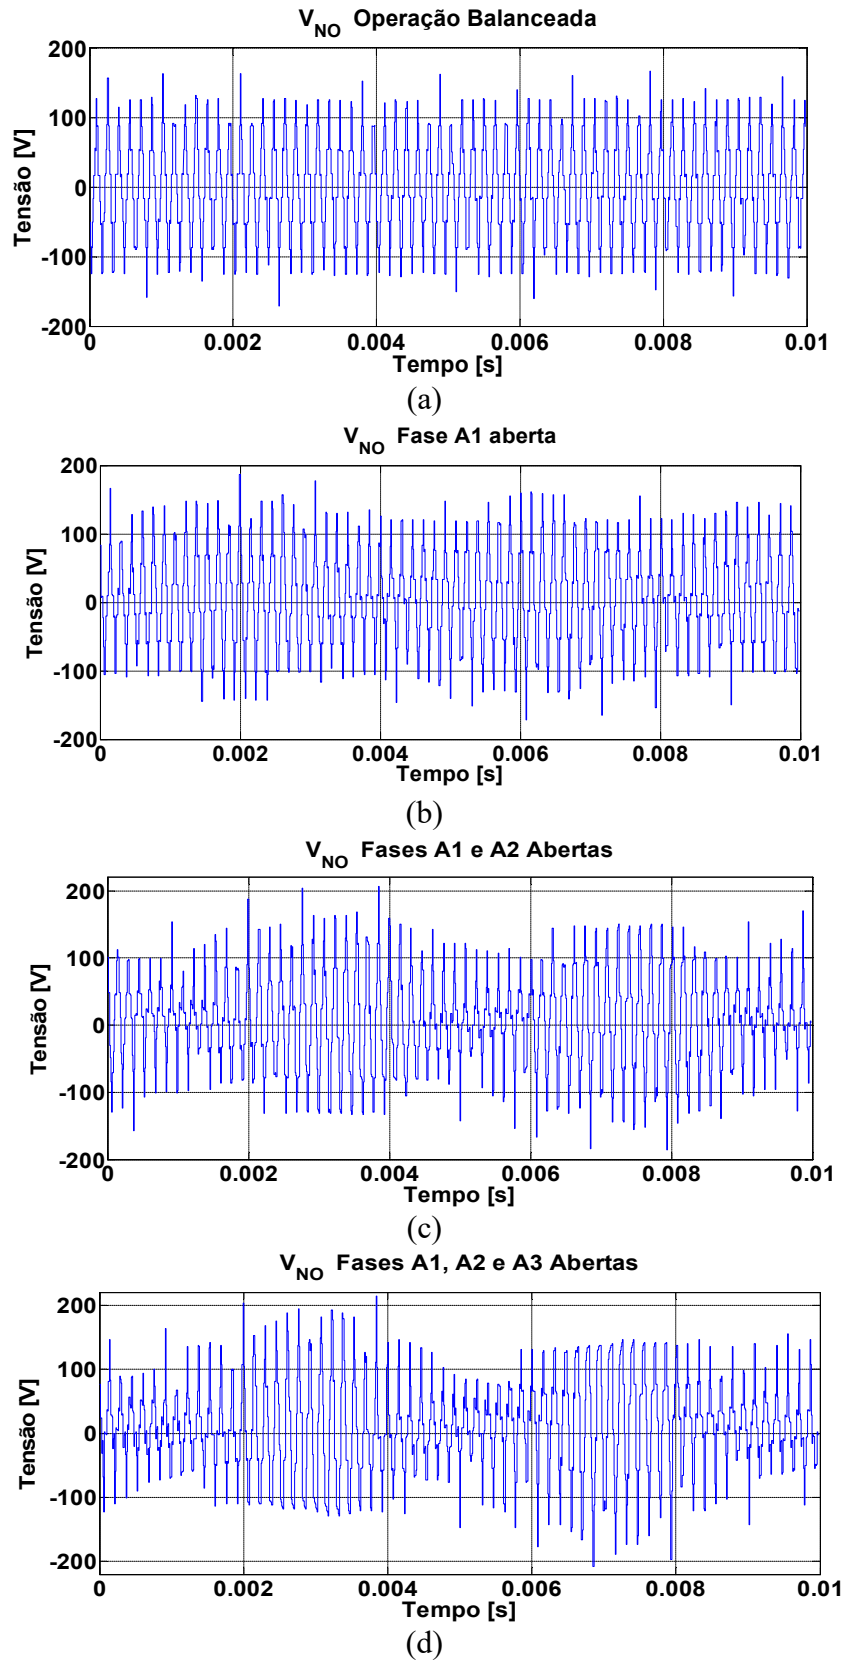 V_NO Operação Balanceada
Tensão [V]
200
100
0
-100
-200
0 0.002 0.004 0.006 0.008 0.01
Tempo [s]
(a)
V_NO Fase A1 aberta
Tensão [V]
200
100
0
-100
-200
0 0.002 0.004 0.006 0.008 0.01
Tempo [s]
(b)
V_NO Fases A1 e A2 Abertas
Tensão [V]
200
100
0
-100
-200
0 0.002 0.004 0.006 0.008 0.01
Tempo [s]
(c)
V_NO Fases A1, A2 e A3 Abertas
Tensão [V]
200
100
0
-100
-200
0 0.002 0.004 0.006 0.008 0.01
Tempo [s]
(d)